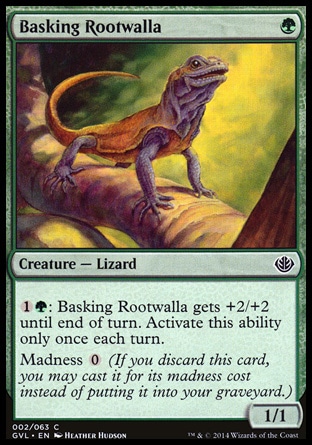 Basking Rootwalla
Creature — Lizard
1: Basking Rootwalla gets +2/+2
until end of turn. Activate this ability
only once each turn.
Madness 0 (If you discard this card,
you may cast it for its madness cost
instead of putting it into your graveyard.)
1/1
002/063 C
GVL • EN Heather Hudson
™ & © 2014 Wizards of the Coast